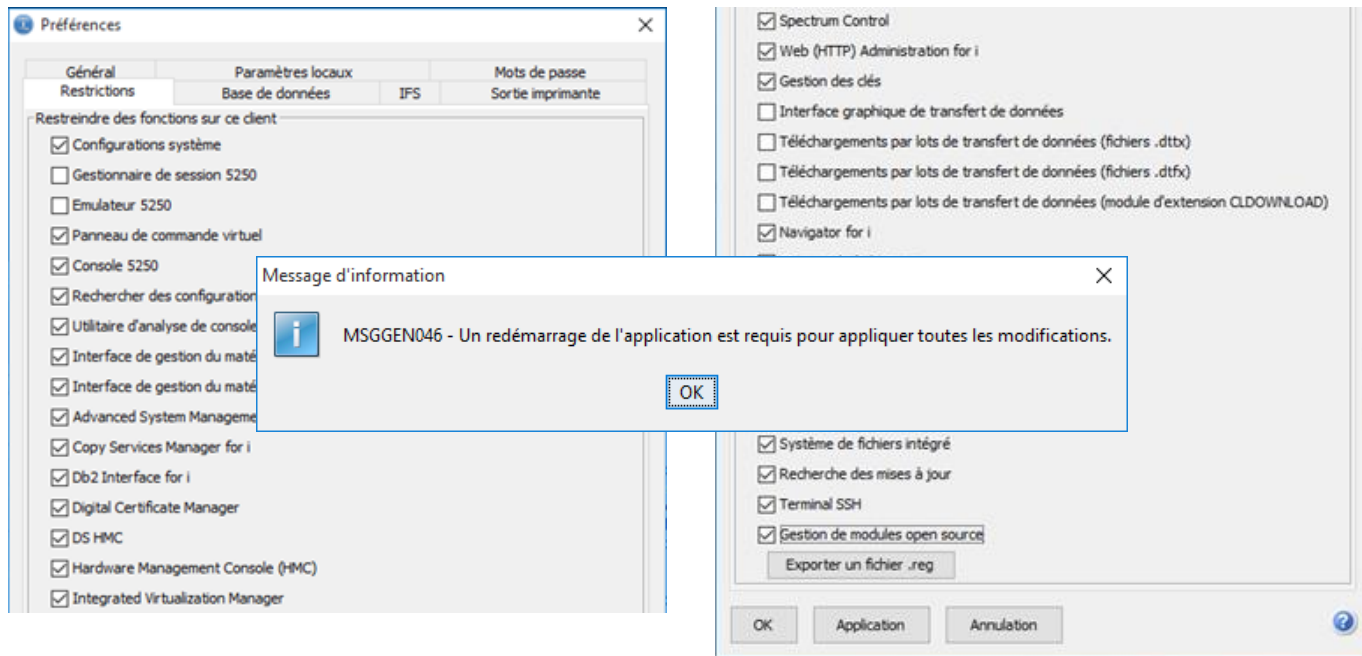 Préférences
Général
Paramètres locaux
Mots de passe
Restrictions
Base de données
IFS
Sortie imprimante
Restreindre des fonctions sur ce client
Configurations système
Gestionnaire de session 5250
Emulateur 5250
Panneau de commande virtuel
Console 5250
Rechercher des configuration
Utilitaire d'analyse de console
Interface de gestion du maté
Interface de gestion du maté
Advanced System Manageme
Copy Services Manager for i
Db2 Interface for i
Digital Certificate Manager
DS HMC
Hardware Management Console (HMC)
Integrated Virtualization Manager
Spectrum Control
Web (HTTP) Administration for i
Gestion des clés
Interface graphique de transfert de données
Téléchargements par lots de transfert de données (fichiers .dttx)
Téléchargements par lots de transfert de données (fichiers .dtfx)
Téléchargements par lots de transfert de données (module d'extension CLDOWNLOAD)
Navigator for i
Message d'information
MSGGEN046 - Un redémarrage de l'application est requis pour appliquer toutes les modifications.
OK
Système de fichiers intégré
Recherche des mises à jour
Terminal SSH
Gestion de modules open source
Exporter un fichier .reg
OK
Application
Annulation